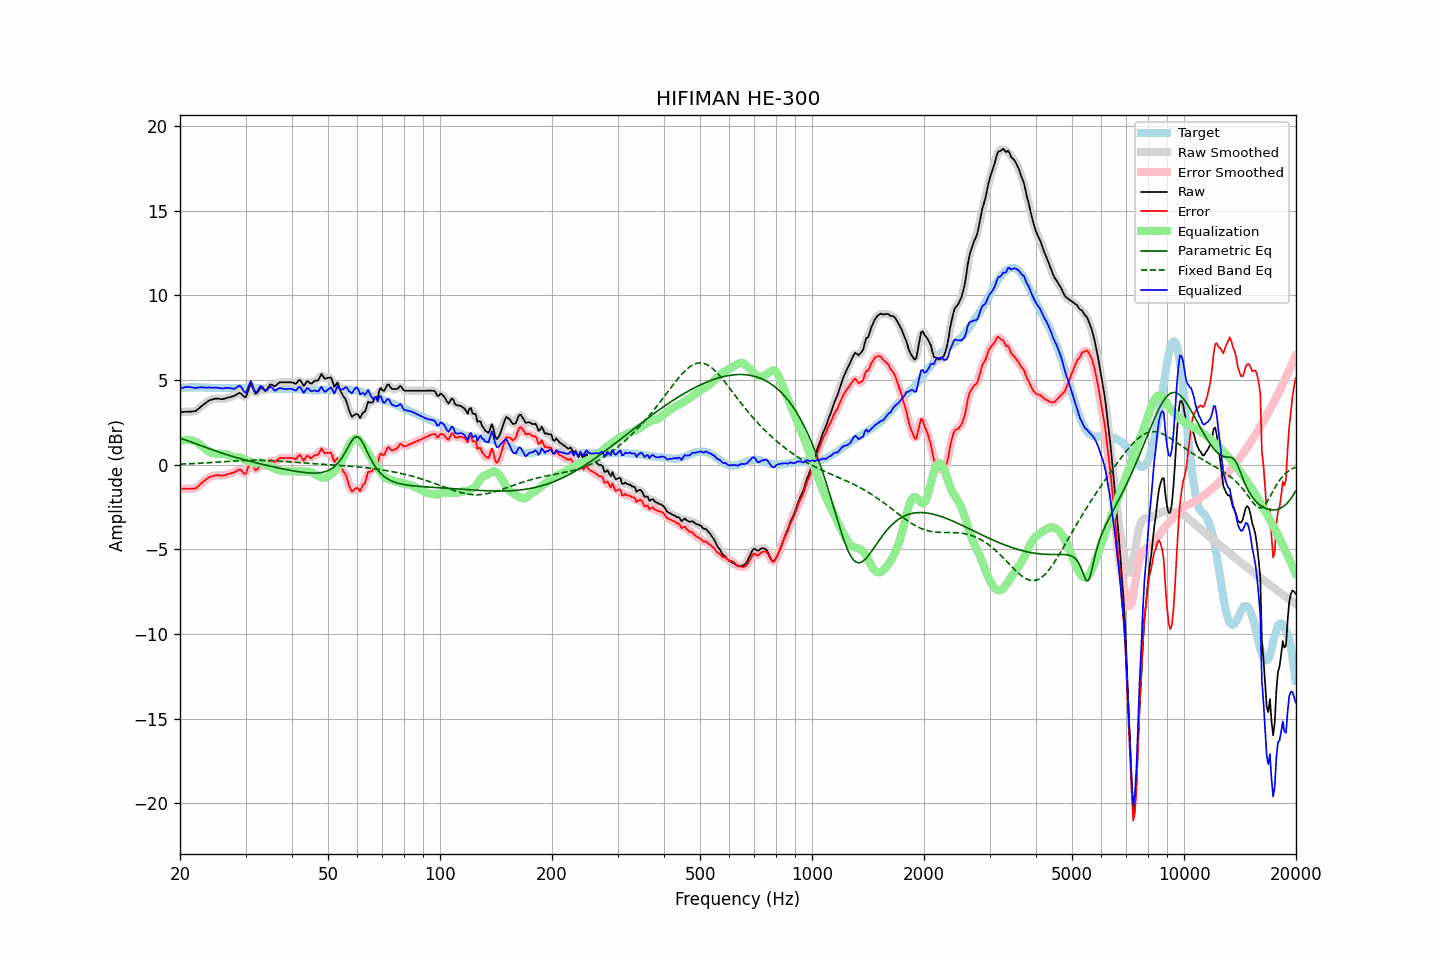 HIFIMAN HE-300
Amplitude (dBr)
20
15
10
5
0
−5
−10
−15
−20
Target
Raw Smoothed
Error Smoothed
Raw
Error
Equalization
Parametric Eq
Fixed Band Eq
Equalized
20 50 100 200 500 1000 2000 5000 10000 20000
Frequency (Hz)